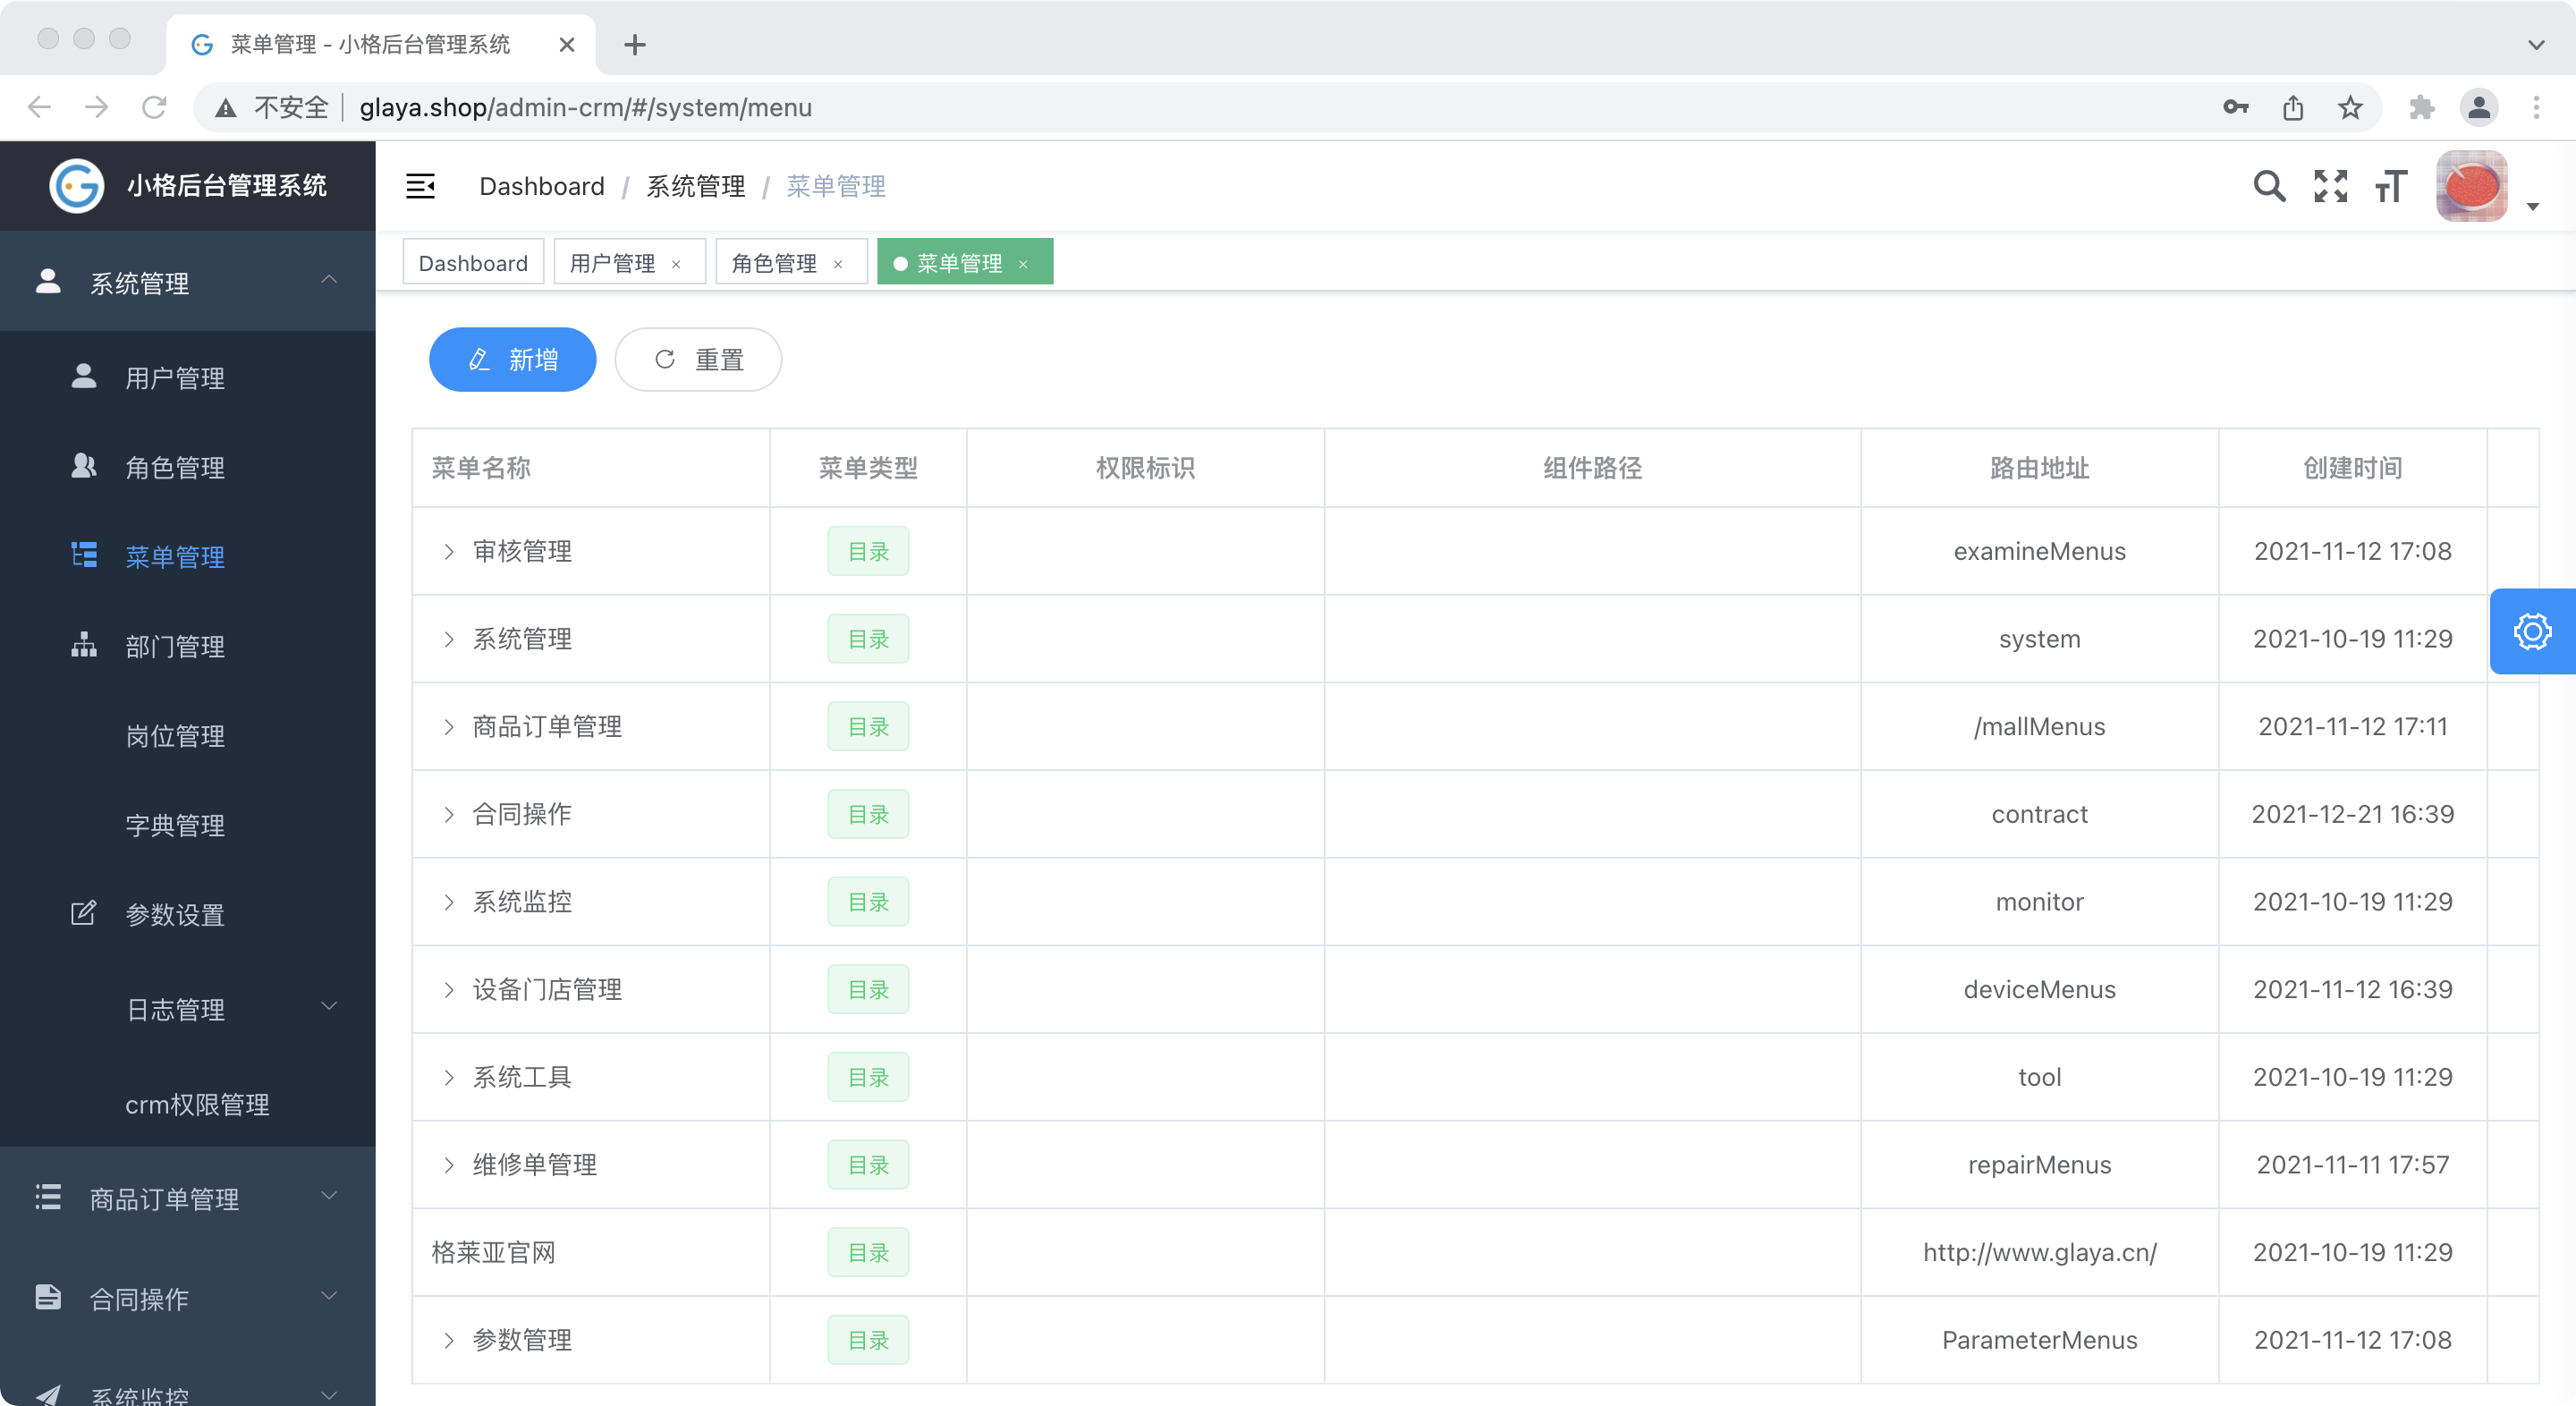 菜单管理 - 小格后台管理系统
不安全 glaya.shop/admin-crm/#/system/menu
小格后台管理系统
Dashboard / 系统管理 / 菜单管理
Dashboard 用户管理 × 角色管理 × 菜单管理 ×
系统管理
用户管理
角色管理
菜单管理
部门管理
岗位管理
字典管理
参数设置
日志管理
crm权限管理
商品订单管理
合同操作
系统监控
新增 重置
菜单名称 菜单类型 权限标识 组件路径 路由地址 创建时间
审核管理 目录 examineMenus 2021-11-12 17:08
系统管理 目录 system 2021-10-19 11:29
商品订单管理 目录 /mallMenus 2021-11-12 17:11
合同操作 目录 contract 2021-12-21 16:39
系统监控 目录 monitor 2021-10-19 11:29
设备门店管理 目录 deviceMenus 2021-11-12 16:39
系统工具 目录 tool 2021-10-19 11:29
维修单管理 目录 repairMenus 2021-11-11 17:57
格莱亚官网 目录 http://www.glaya.cn/ 2021-10-19 11:29
参数管理 目录 ParameterMenus 2021-11-12 17:08